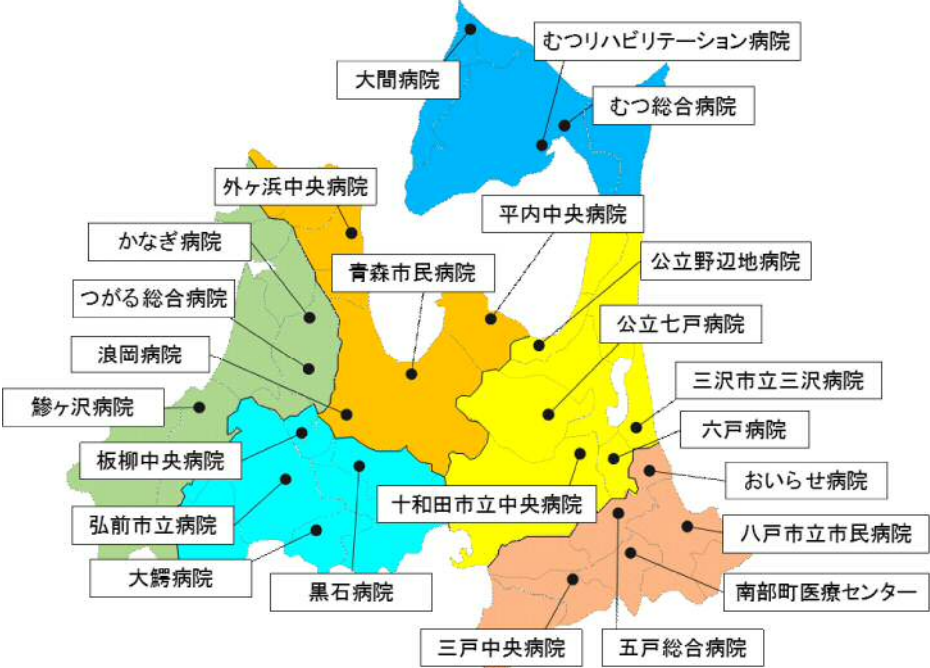 むつリハビリテーション病院
大間病院
むつ総合病院
外ヶ浜中央病院
平内中央病院
かなぎ病院
公立野辺地病院
青森市民病院
つがる総合病院
公立七戸病院
浪岡病院
三沢市立三沢病院
鰺ヶ沢病院
六戸病院
板柳中央病院
おいらせ病院
十和田市立中央病院
弘前市立病院
八戸市立市民病院
大鰐病院
黒石病院
南部町医療センター
三戸中央病院
五戸総合病院